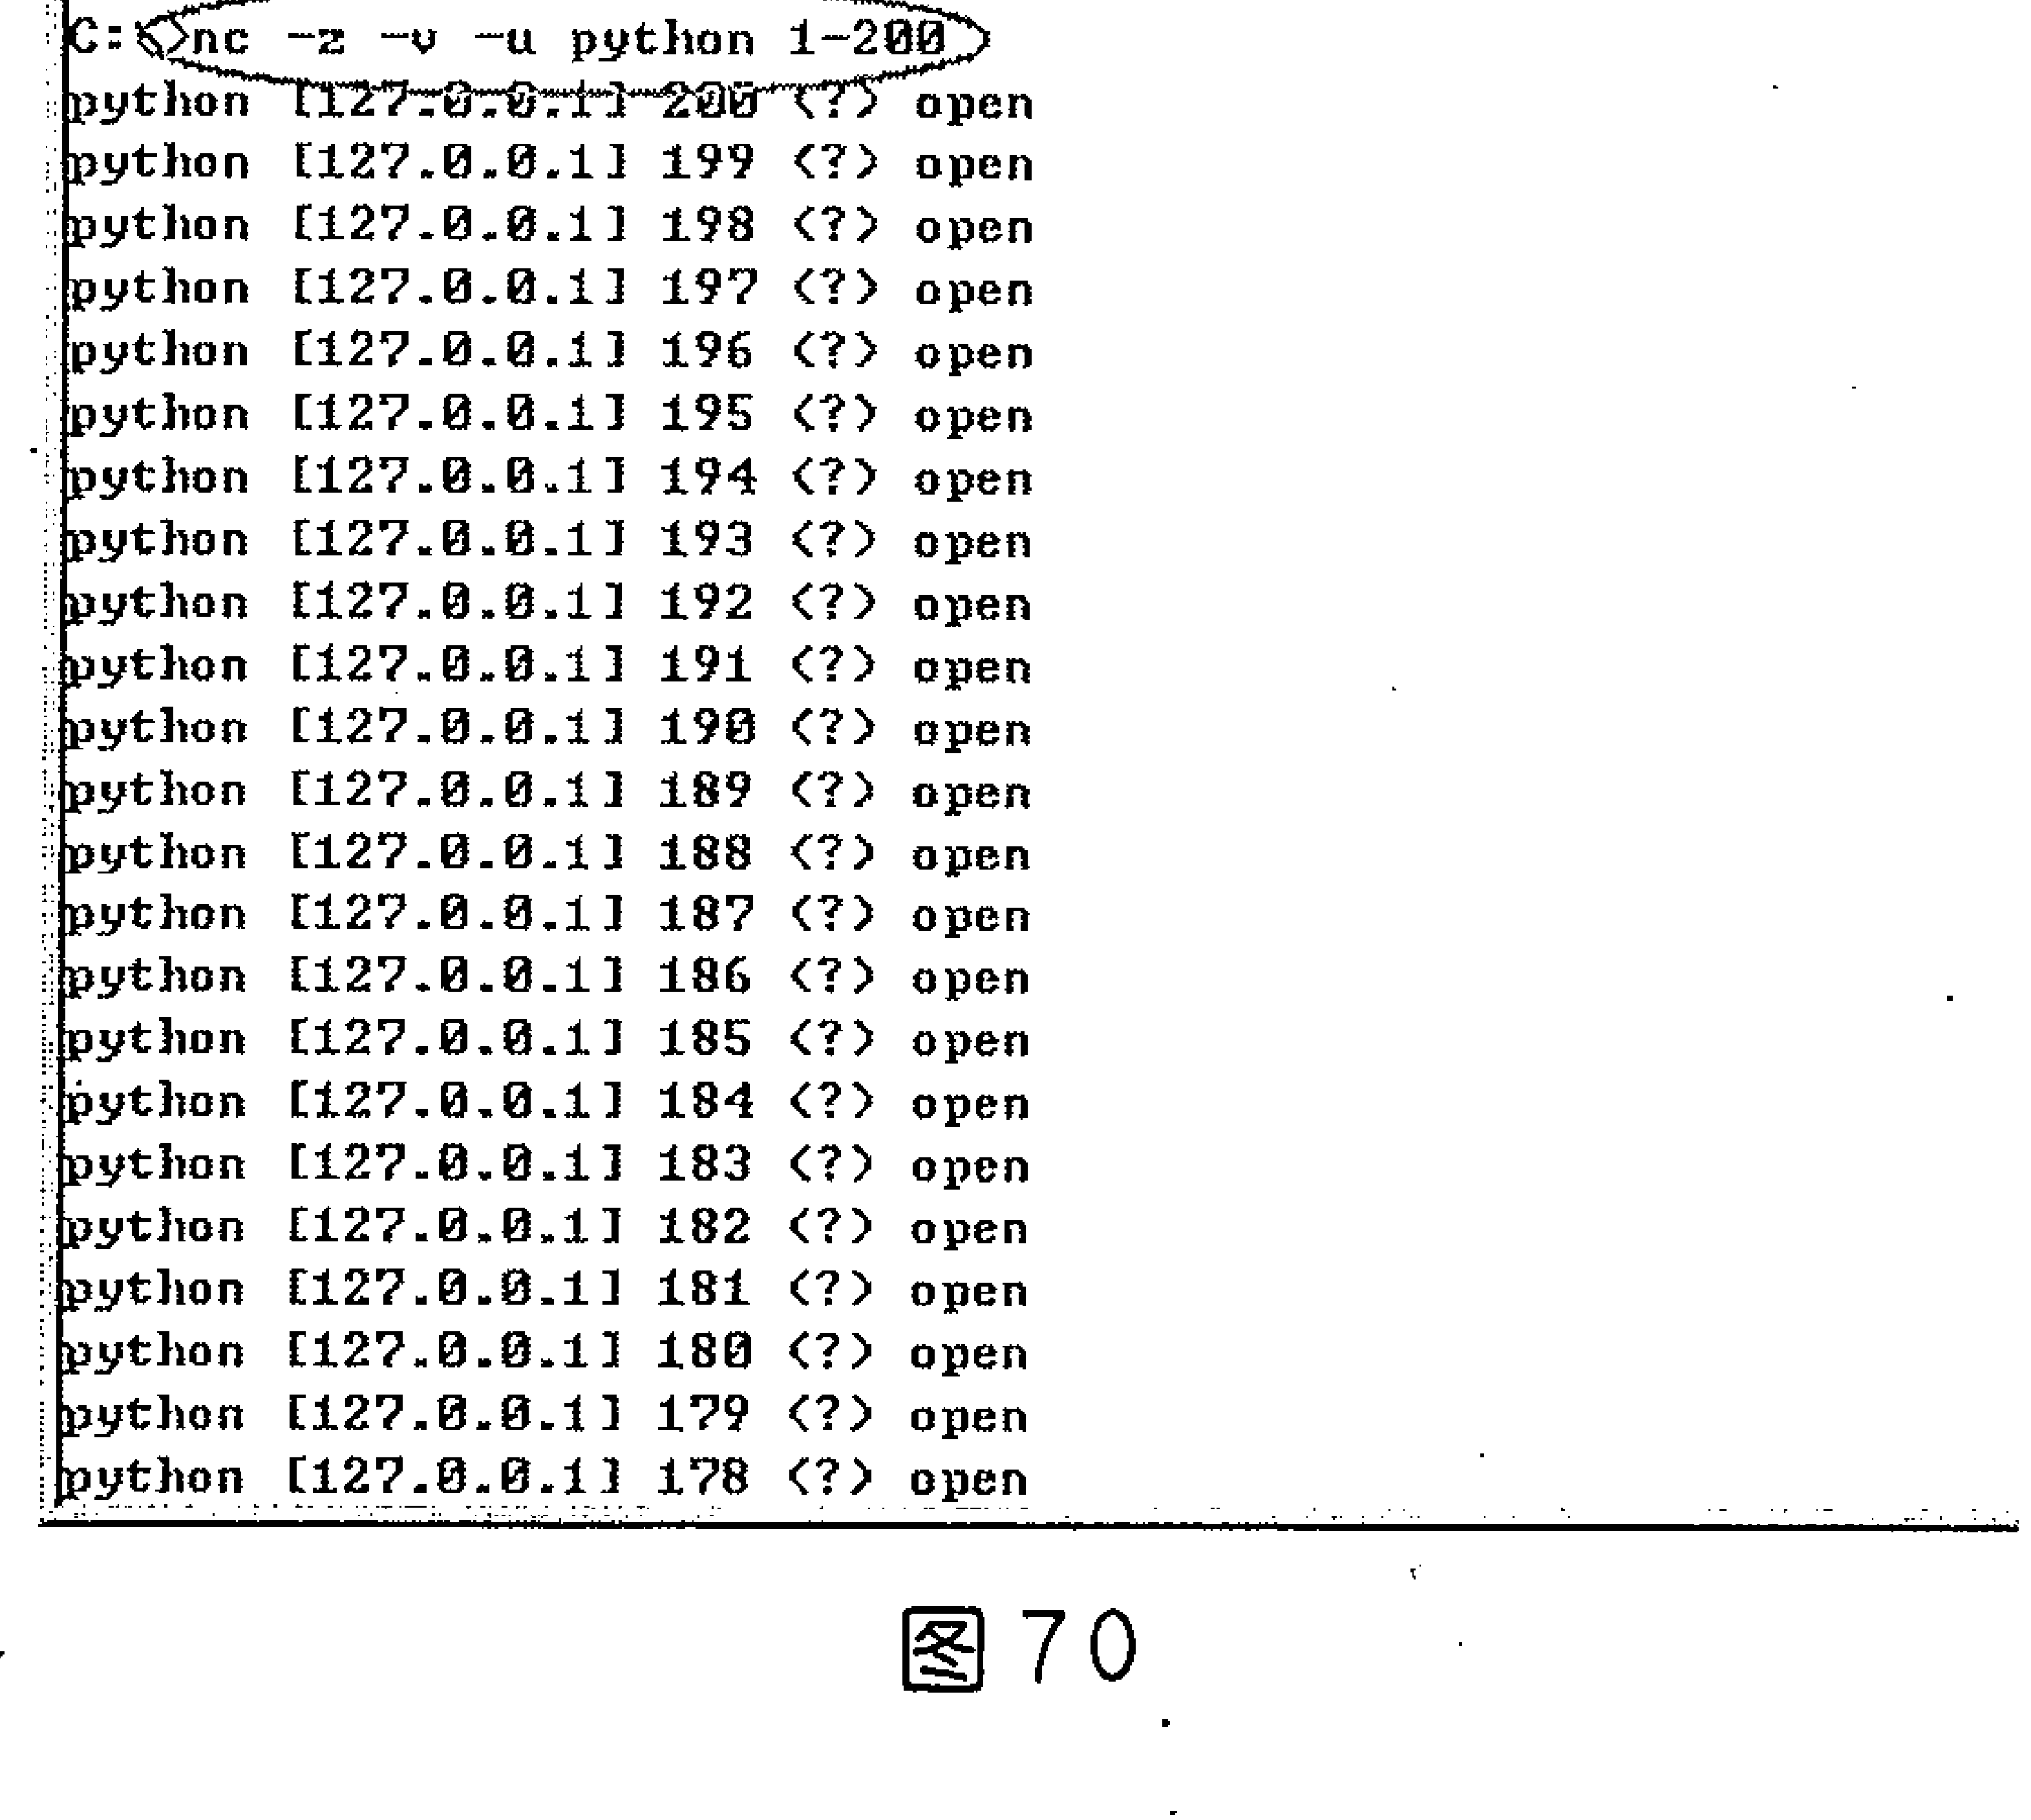 C:\>nc -z -v -u python 1-200
python [127.0.0.1] 200 (?) open
python [127.0.0.1] 199 (?) open
python [127.0.0.1] 198 (?) open
python [127.0.0.1] 197 (?) open
python [127.0.0.1] 196 (?) open
python [127.0.0.1] 195 (?) open
python [127.0.0.1] 194 (?) open
python [127.0.0.1] 193 (?) open
python [127.0.0.1] 192 (?) open
python [127.0.0.1] 191 (?) open
python [127.0.0.1] 190 (?) open
python [127.0.0.1] 189 (?) open
python [127.0.0.1] 188 (?) open
python [127.0.0.1] 187 (?) open
python [127.0.0.1] 186 (?) open
python [127.0.0.1] 185 (?) open
python [127.0.0.1] 184 (?) open
python [127.0.0.1] 183 (?) open
python [127.0.0.1] 182 (?) open
python [127.0.0.1] 181 (?) open
python [127.0.0.1] 180 (?) open
python [127.0.0.1] 179 (?) open
python [127.0.0.1] 178 (?) open
图 70